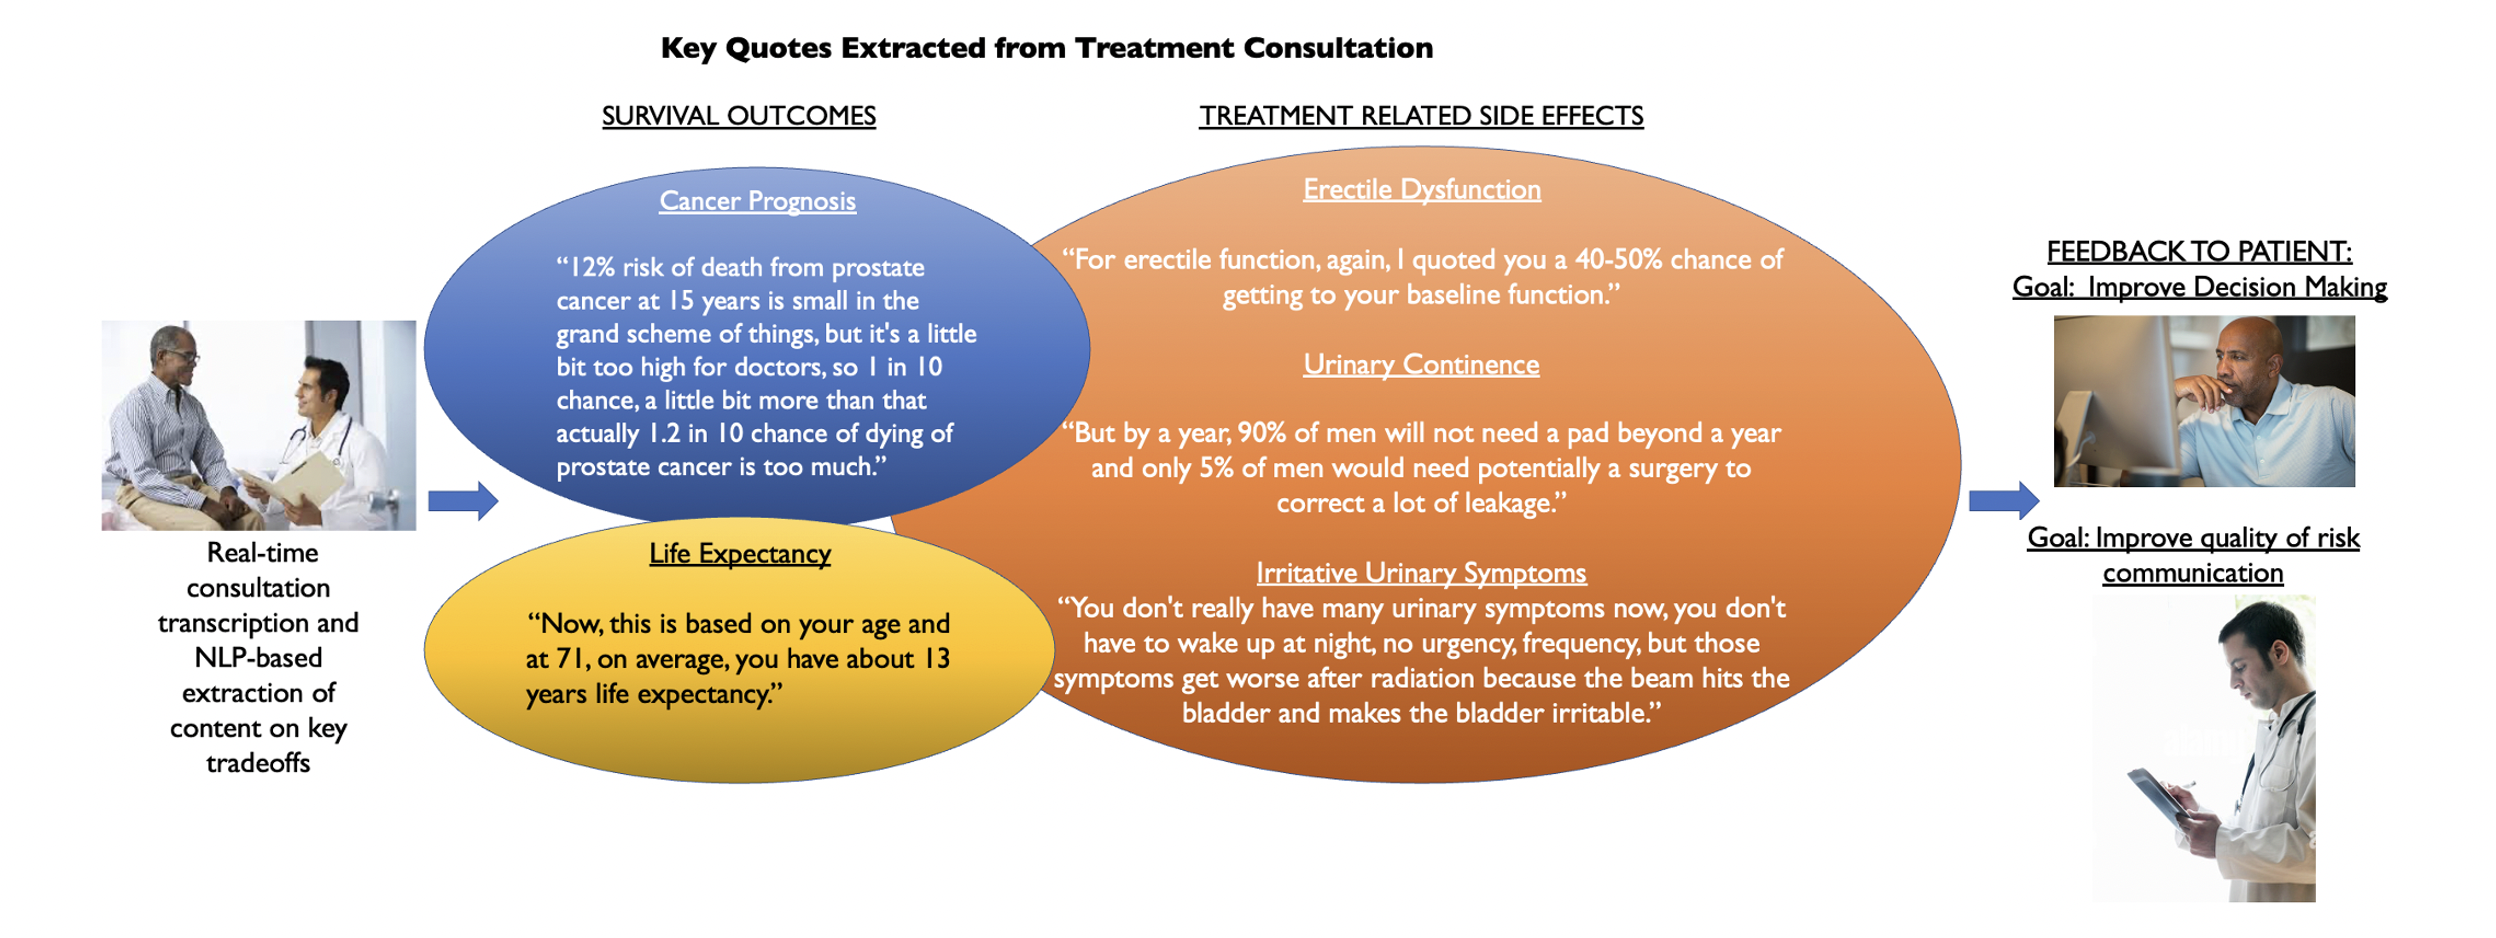 Key Quotes Extracted from Treatment Consultation
SURVIVAL OUTCOMES
TREATMENT RELATED SIDE EFFECTS
Real-time
consultation
transcription and
NLP-based
extraction of
content on key
tradeoffs
Cancer Prognosis
“12% risk of death from prostate
cancer at 15 years is small in the
grand scheme of things, but it's a little
bit too high for doctors, so 1 in 10
chance, a little bit more than that
actually 1.2 in 10 chance of dying of
prostate cancer is too much.”
Life Expectancy
“Now, this is based on your age and
at 71, on average, you have about 13
years life expectancy.”
Erectile Dysfunction
“For erectile function, again, I quoted you a 40-50% chance of
getting to your baseline function.”
Urinary Continence
“But by a year, 90% of men will not need a pad beyond a year
and only 5% of men would need potentially a surgery to
correct a lot of leakage.”
Irritative Urinary Symptoms
“You don't really have many urinary symptoms now, you don't
have to wake up at night, no urgency, frequency, but those
symptoms get worse after radiation because the beam hits the
bladder and makes the bladder irritable.”
FEEDBACK TO PATIENT:
Goal: Improve Decision Making
Goal: Improve quality of risk
communication